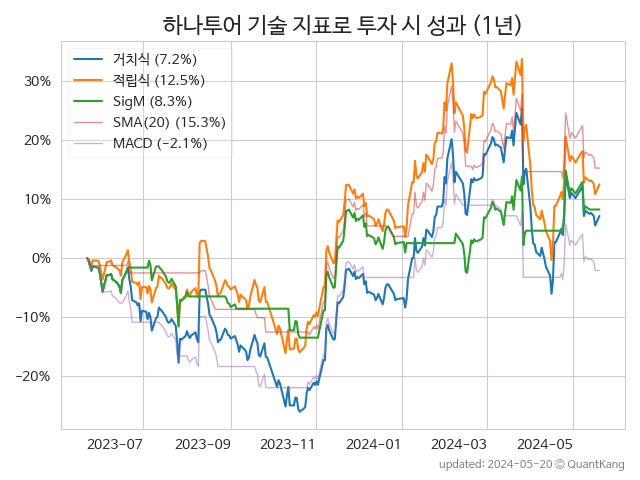 하나투어 기술 지표로 투자 시 성과 (1년)
거치식 (7.2%)
적립식 (12.5%)
SigM (8.3%)
SMA(20) (15.3%)
MACD (−2.1%)
30%
20%
10%
0%
−10%
−20%
2023-07 2023-09 2023-11 2024-01 2024-03 2024-05
updated: 2024-05-20 © QuantKang